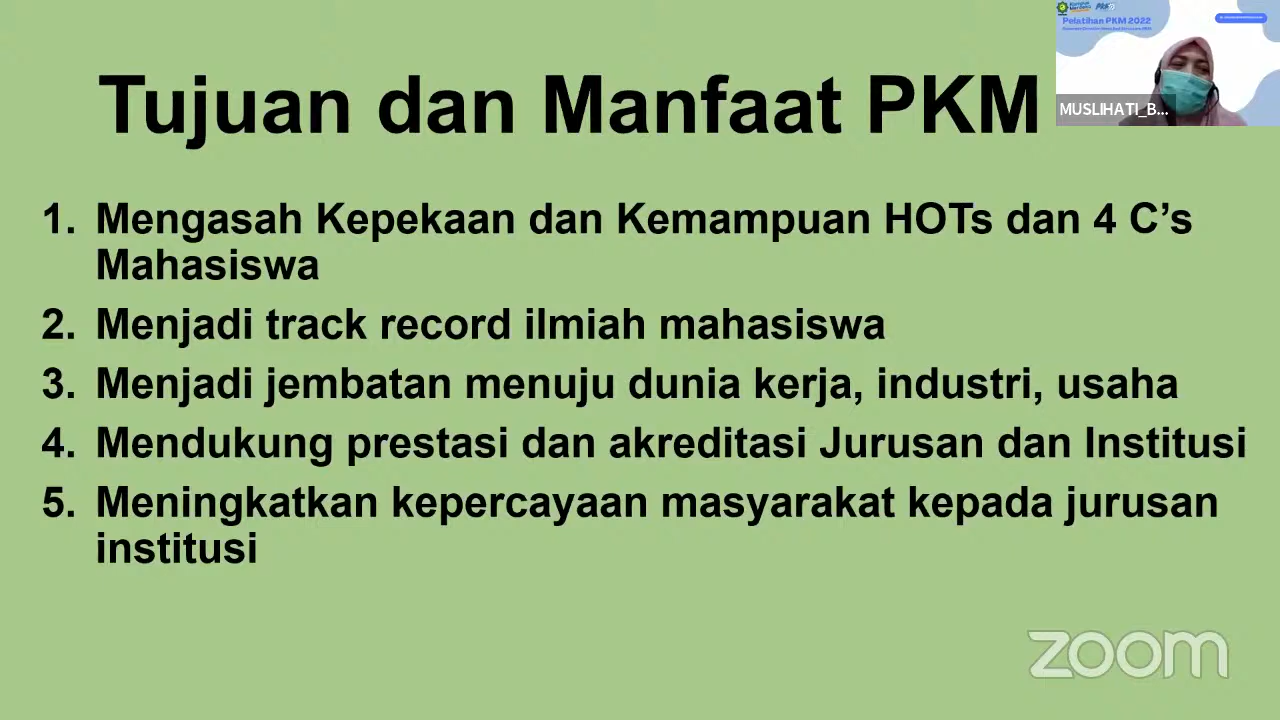 Pelatihan PKM 2022
Tujuan dan Manfaat PKM
MUSLIHATI_B...
1. Mengasah Kepekaan dan Kemampuan HOTs dan 4 C’s
Mahasiswa
2. Menjadi track record ilmiah mahasiswa
3. Menjadi jembatan menuju dunia kerja, industri, usaha
4. Mendukung prestasi dan akreditasi Jurusan dan Institusi
5. Meningkatkan kepercayaan masyarakat kepada jurusan
institusi
zoom